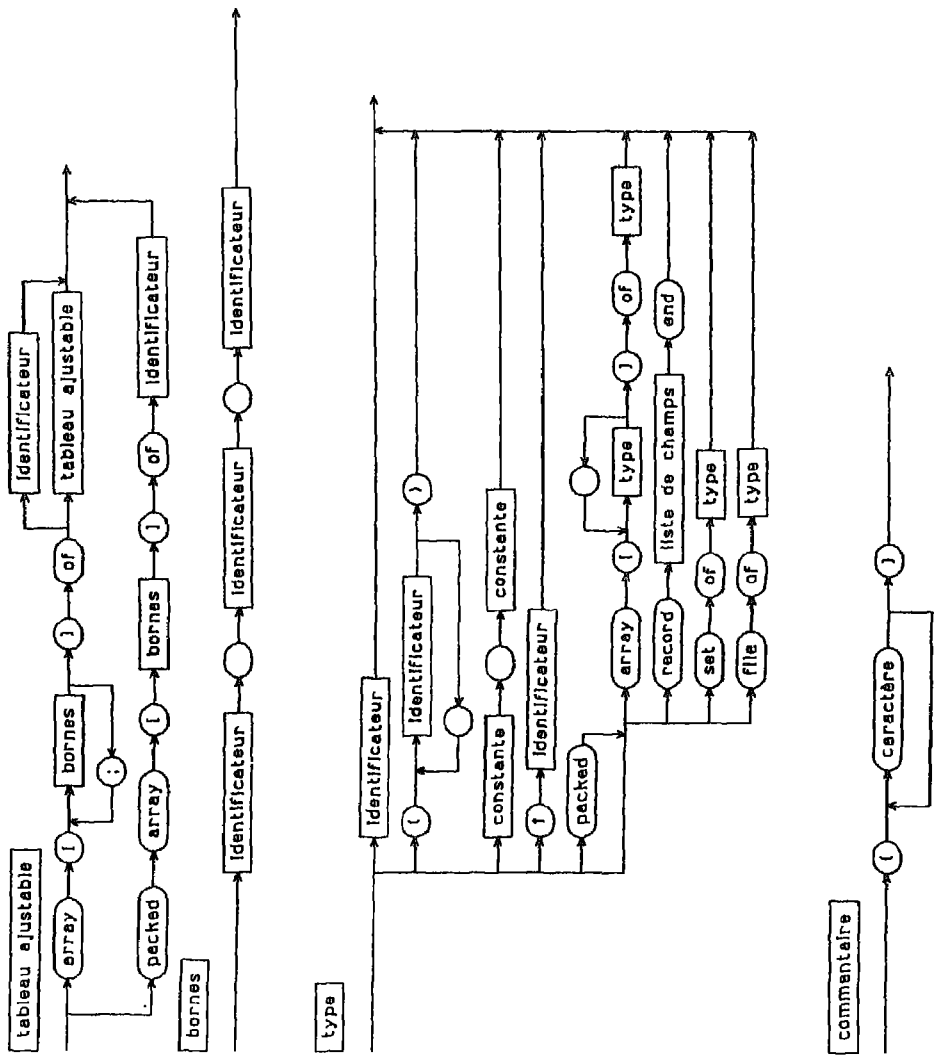 tableau ajustable
identificateur
array [ bornes ] of tableau ajustable
;
packed array [ bornes ] of identificateur
bornes
identificateur identificateur identificateur
type
identificateur
( identificateur )
constante constante
↑ identificateur
packed
array [ type ] of type
record liste de champs end
set of type
file of type
commentaire
{ caractère }